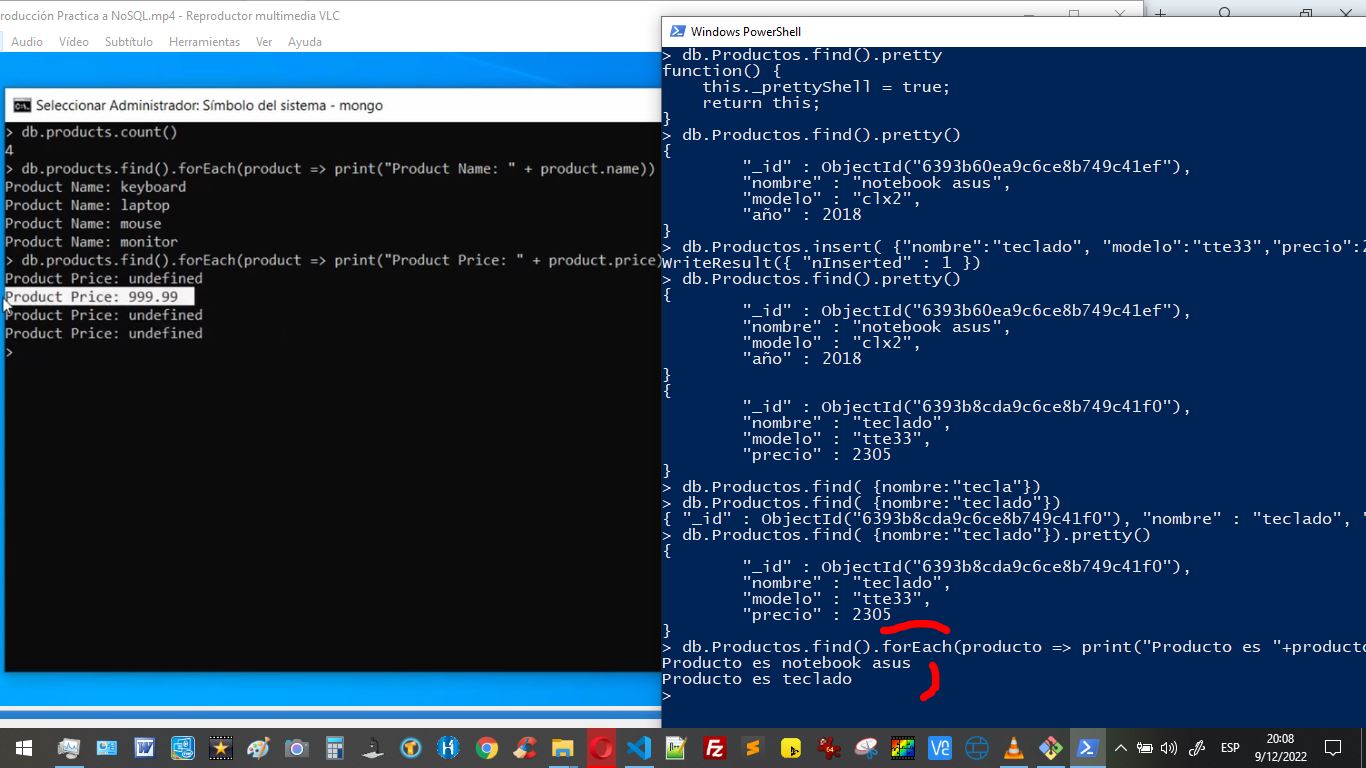 roducción Practica a NoSQL.mp4 - Reproductor multimedia VLC
Audio Vídeo Subtítulo Herramientas Ver Ayuda
Seleccionar Administrador: Símbolo del sistema - mongo
> db.products.count()
4
> db.products.find().forEach(product => print("Product Name: " + product.name))
Product Name: keyboard
Product Name: laptop
Product Name: mouse
Product Name: monitor
> db.products.find().forEach(product => print("Product Price: " + product.price)
Product Price: undefined
Product Price: 999.99
Product Price: undefined
Product Price: undefined
>
Windows PowerShell
> db.Productos.find().pretty
function() {
    this._prettyShell = true;
    return this;
}
> db.Productos.find().pretty()
{
        "_id" : ObjectId("6393b60ea9c6ce8b749c41ef"),
        "nombre" : "notebook asus",
        "modelo" : "clx2",
        "año" : 2018
}
> db.Productos.insert( {"nombre":"teclado", "modelo":"tte33","precio":2
WriteResult({ "nInserted" : 1 })
> db.Productos.find().pretty()
{
        "_id" : ObjectId("6393b60ea9c6ce8b749c41ef"),
        "nombre" : "notebook asus",
        "modelo" : "clx2",
        "año" : 2018
}
{
        "_id" : ObjectId("6393b8cda9c6ce8b749c41f0"),
        "nombre" : "teclado",
        "modelo" : "tte33",
        "precio" : 2305
}
> db.Productos.find( {nombre:"tecla"})
> db.Productos.find( {nombre:"teclado"})
{ "_id" : ObjectId("6393b8cda9c6ce8b749c41f0"), "nombre" : "teclado", "
> db.Productos.find( {nombre:"teclado"}).pretty()
{
        "_id" : ObjectId("6393b8cda9c6ce8b749c41f0"),
        "nombre" : "teclado",
        "modelo" : "tte33",
        "precio" : 2305
}
> db.Productos.find().forEach(producto => print("Producto es "+producto
Producto es notebook asus
Producto es teclado
>
ESP
20:08
9/12/2022